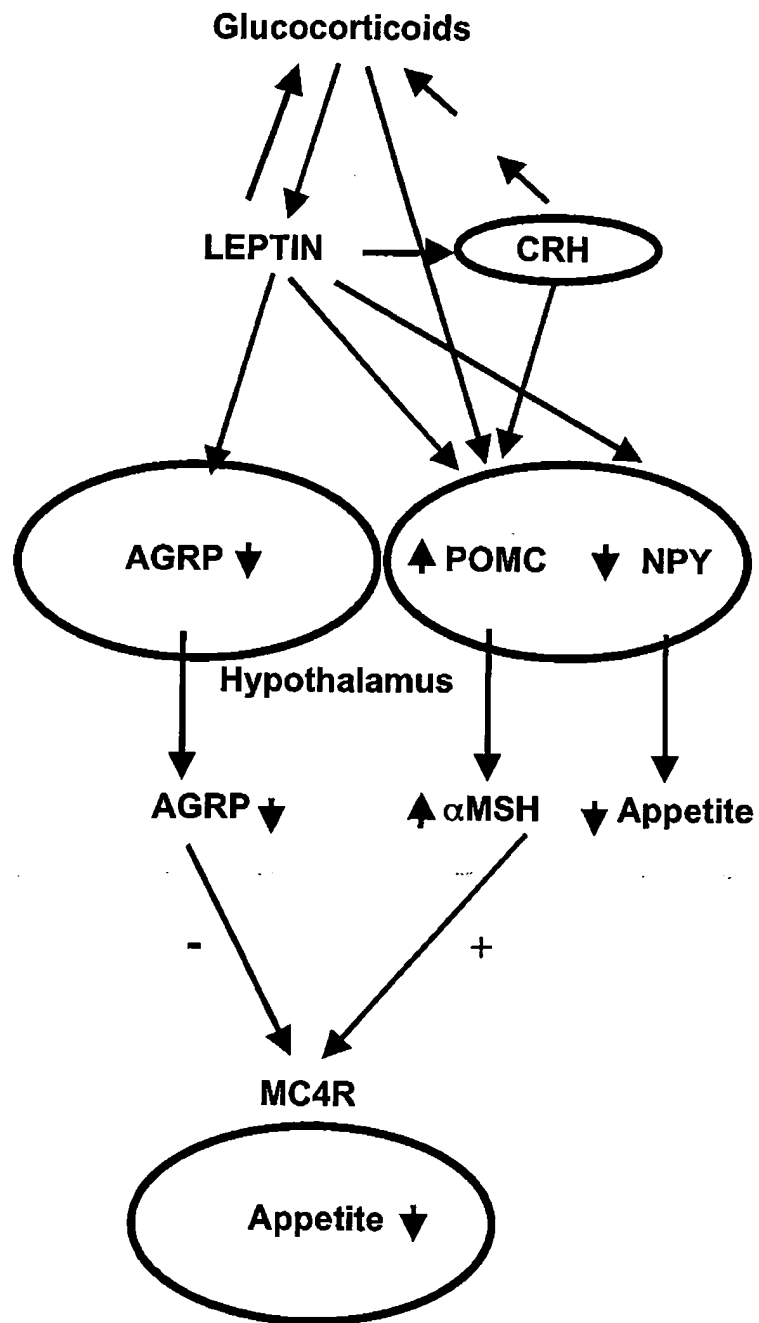 Glucocorticoids
LEPTIN
CRH
AGRP
POMC
NPY
Hypothalamus
AGRP
αMSH
Appetite
-
+
MC4R
Appetite